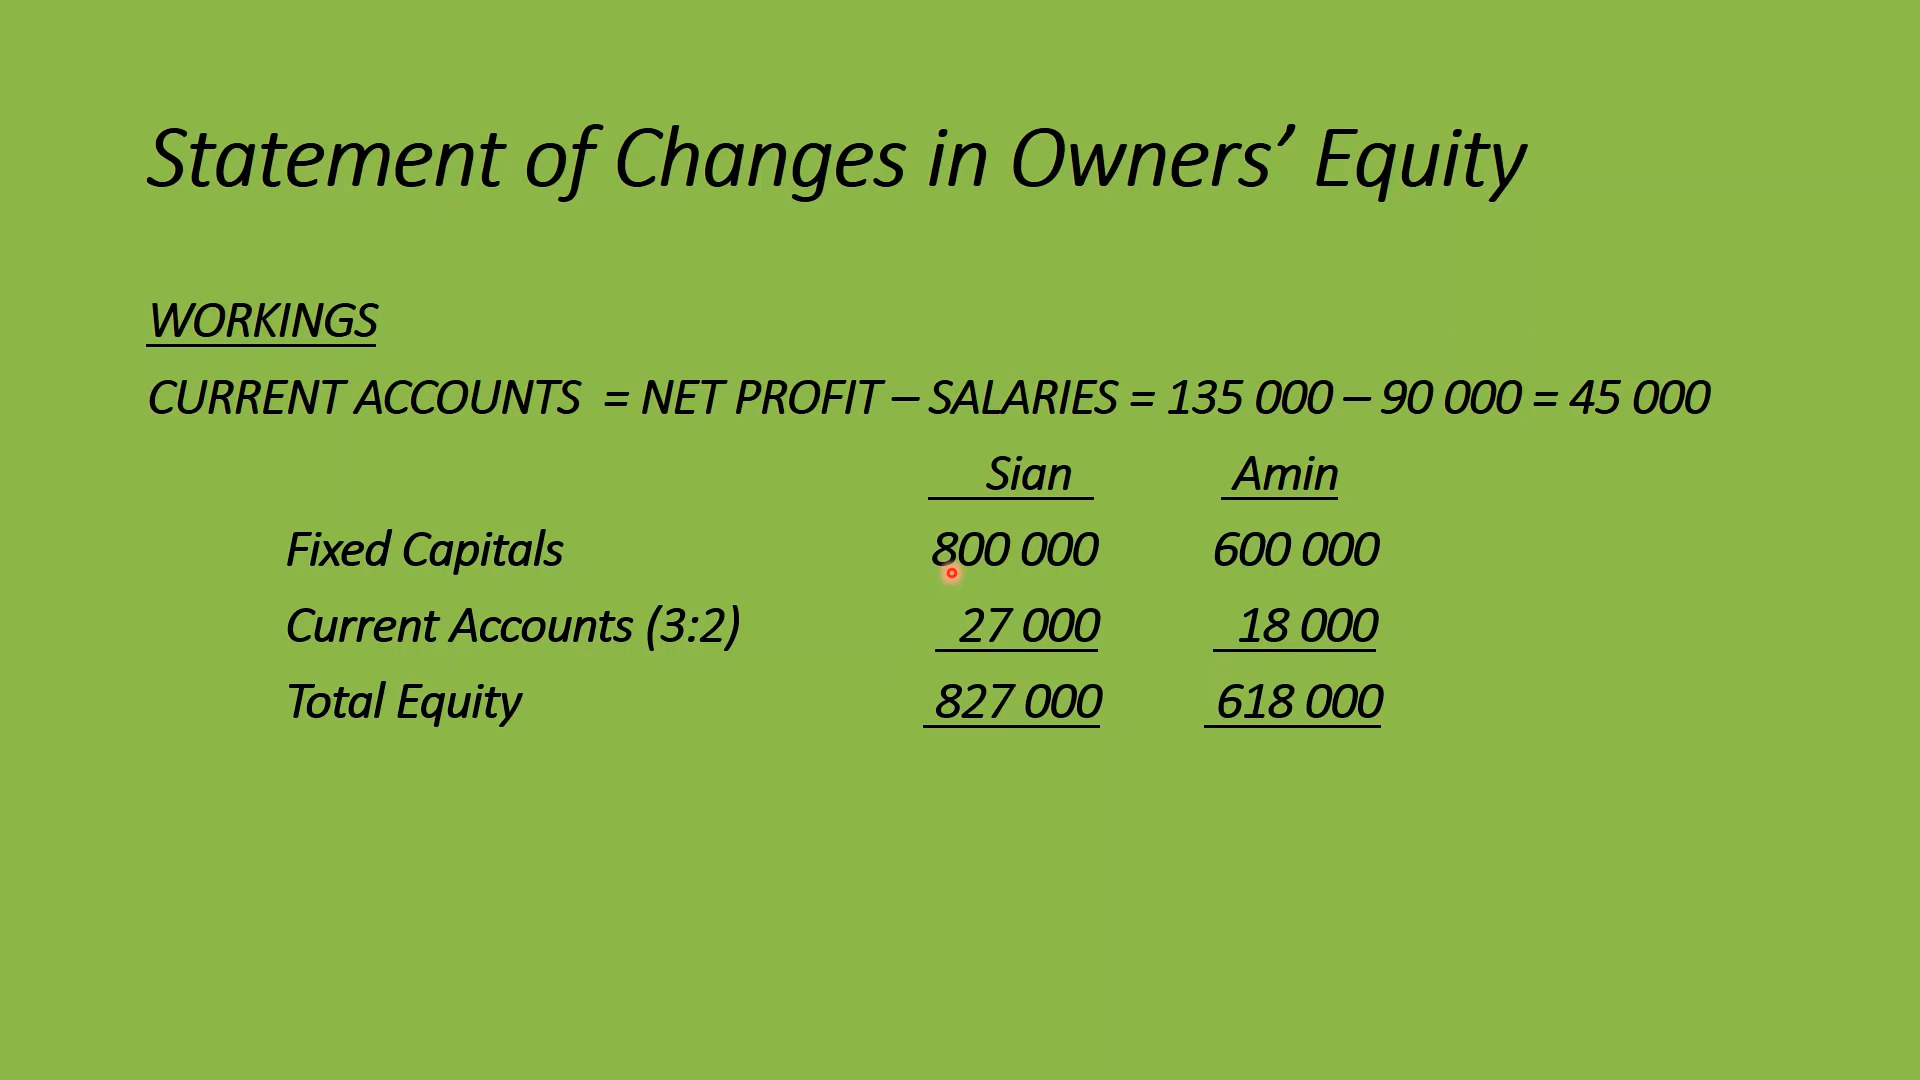 Statement of Changes in Owners’ Equity
WORKINGS
CURRENT ACCOUNTS = NET PROFIT – SALARIES = 135 000 – 90 000 = 45 000
Sian Amin
Fixed Capitals 800 000 600 000
Current Accounts (3:2) 27 000 18 000
Total Equity 827 000 618 000